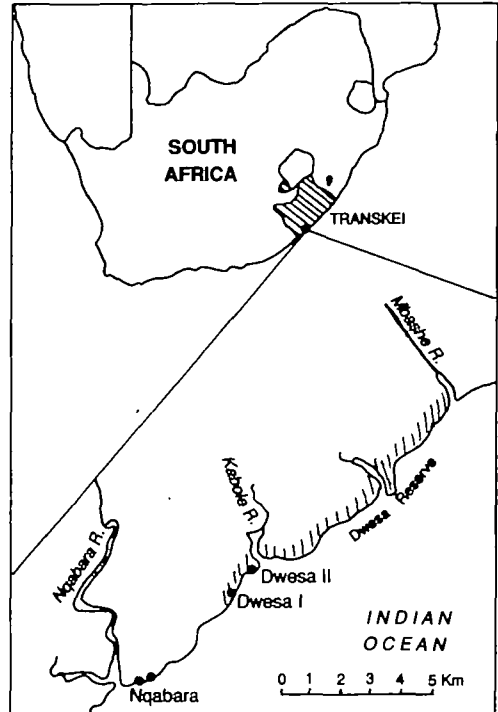 SOUTH
AFRICA
TRANSKEI
Mbashe R.
Kobole R.
Dwesa Reserve
Nqabara R.
Dwesa II
Dwesa I
INDIAN
OCEAN
Nqabara
0 1 2 3 4 5 Km